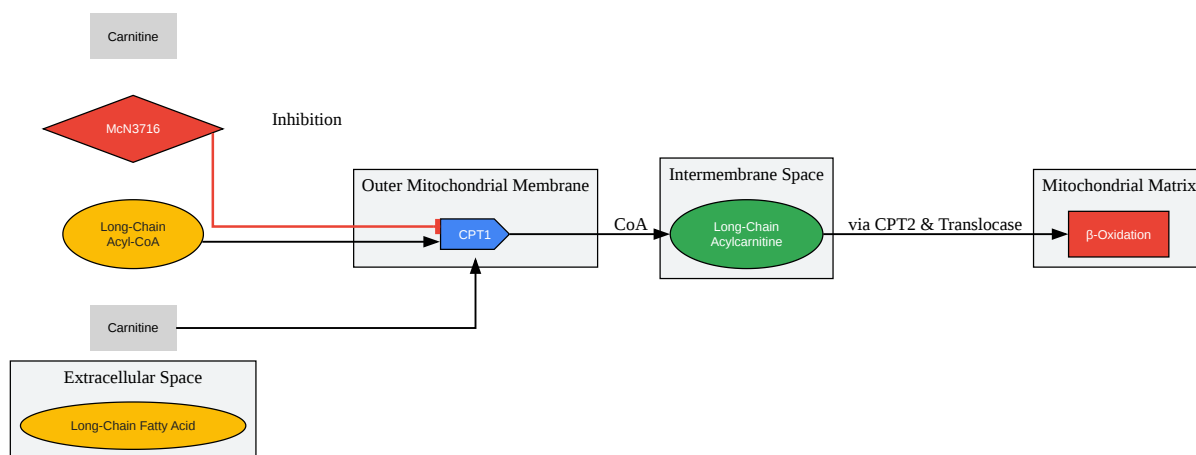 Carnitine
McN3716
Inhibition
Outer Mitochondrial Membrane
Intermembrane Space
Mitochondrial Matrix
Long-Chain
Acyl-CoA
CPT1
CoA
Long-Chain
Acylcarnitine
via CPT2 & Translocase
β-Oxidation
Carnitine
Extracellular Space
Long-Chain Fatty Acid